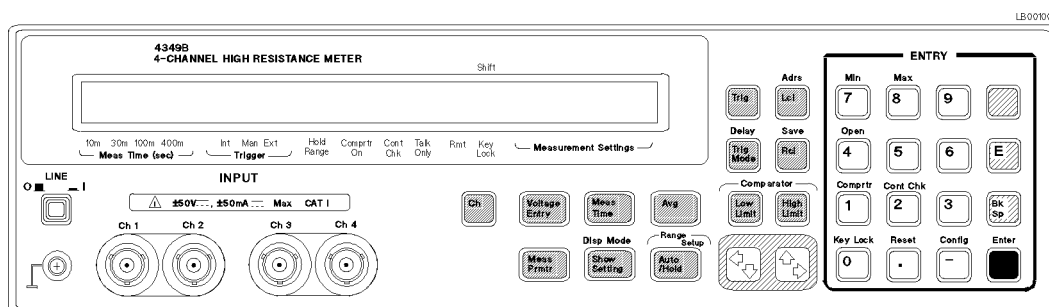 LB00100
4349B
4-CHANNEL HIGH RESISTANCE METER
Shift
10m 30m 100m 400m
Meas Time (sec)
Int Man Ext
Trigger
Hold Range
Comprtr On
Cont Chk
Talk Only
Rmt
Key Lock
Measurement Settings
LINE
O I
INPUT
±50V, ±50mA Max CAT I
Ch 1 Ch 2 Ch 3 Ch 4
Ch
Voltage Entry
Meas Time
Avg
Disp Mode
Range Setup
Meas Prmtr
Show Setting
Auto /Hold
Adrs
Trig
Lcl
Delay
Save
Trig Mode
Rcl
Comparator
Low Limit
High Limit
ENTRY
Min Max
7 8 9
Open
4 5 6 E
Comprtr Cont Chk
1 2 3 Bk Sp
Key Lock Reset Config Enter
0 . -